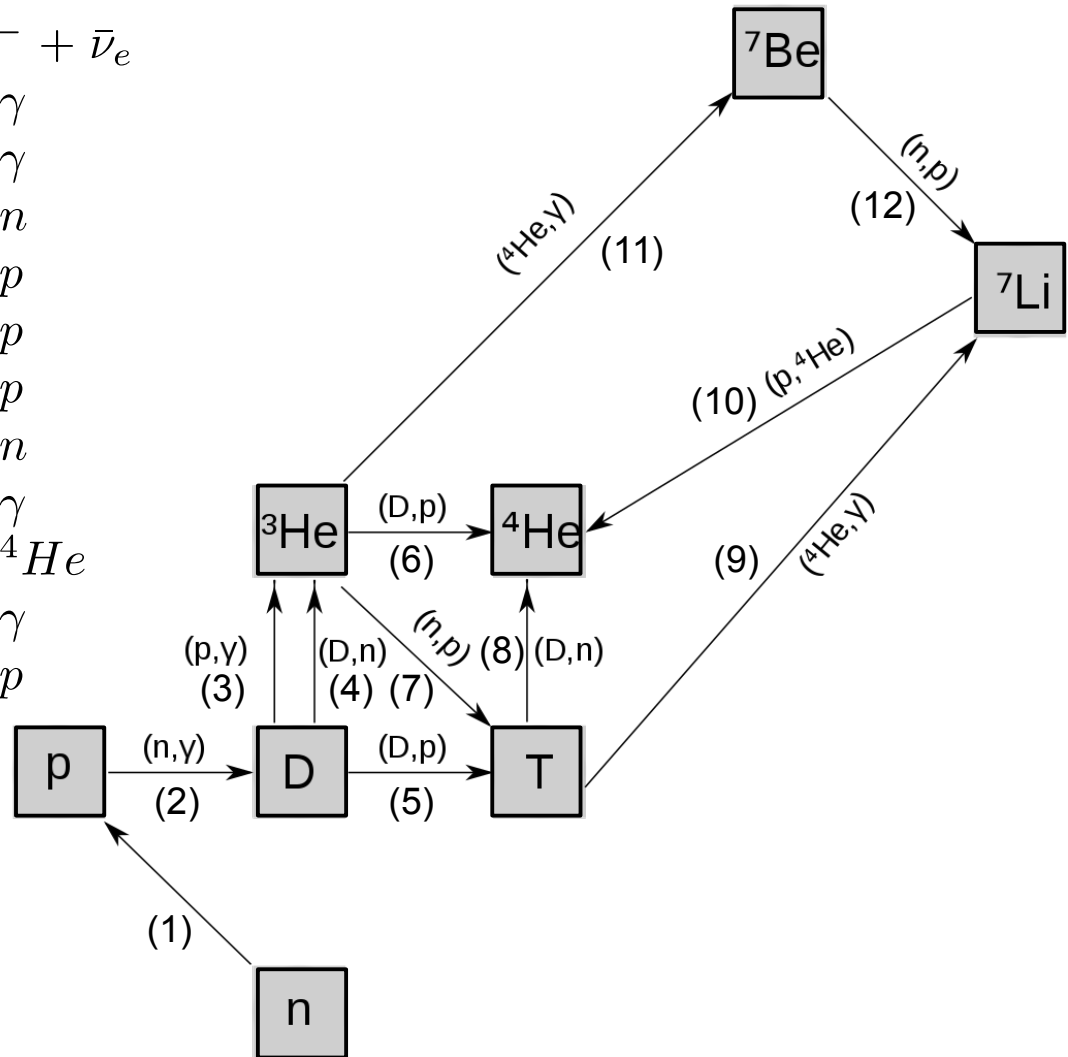 − + ν̄ₑ
γ
γ
n
p
p
p
n
γ
⁴He
γ
p
⁷Be
(n,p)
(12)
(⁴He,γ)
(11)
⁷Li
(p,⁴He)
(10)
³He
(D,p)
(6)
⁴He
(9)
(⁴He,γ)
(p,γ)
(3)
(D,n)
(4)
(n,p)
(7)
(8)
(D,n)
p
(n,γ)
(2)
D
(D,p)
(5)
T
(1)
n